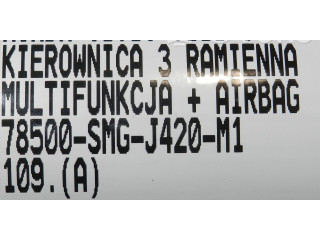 KIEROWNICA 3 RAMIENNA
MULTIFUNKCJA + AIRBAG
78500-SMG-J420-M1
109.(A)